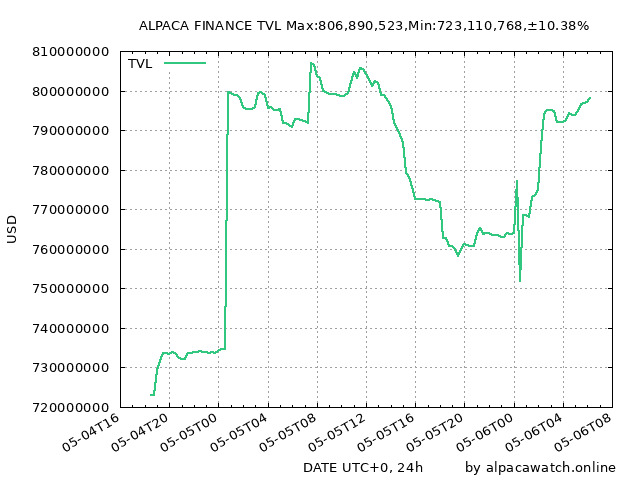 ALPACA FINANCE TVL Max:806,890,523,Min:723,110,768,±10.38%
TVL
810000000
800000000
790000000
780000000
770000000
760000000
750000000
740000000
730000000
720000000
USD
05-04T16
05-04T20
05-05T00
05-05T04
05-05T08
05-05T12
05-05T16
05-05T20
05-06T00
05-06T04
05-06T08
DATE UTC+0, 24h
by alpacawatch.online